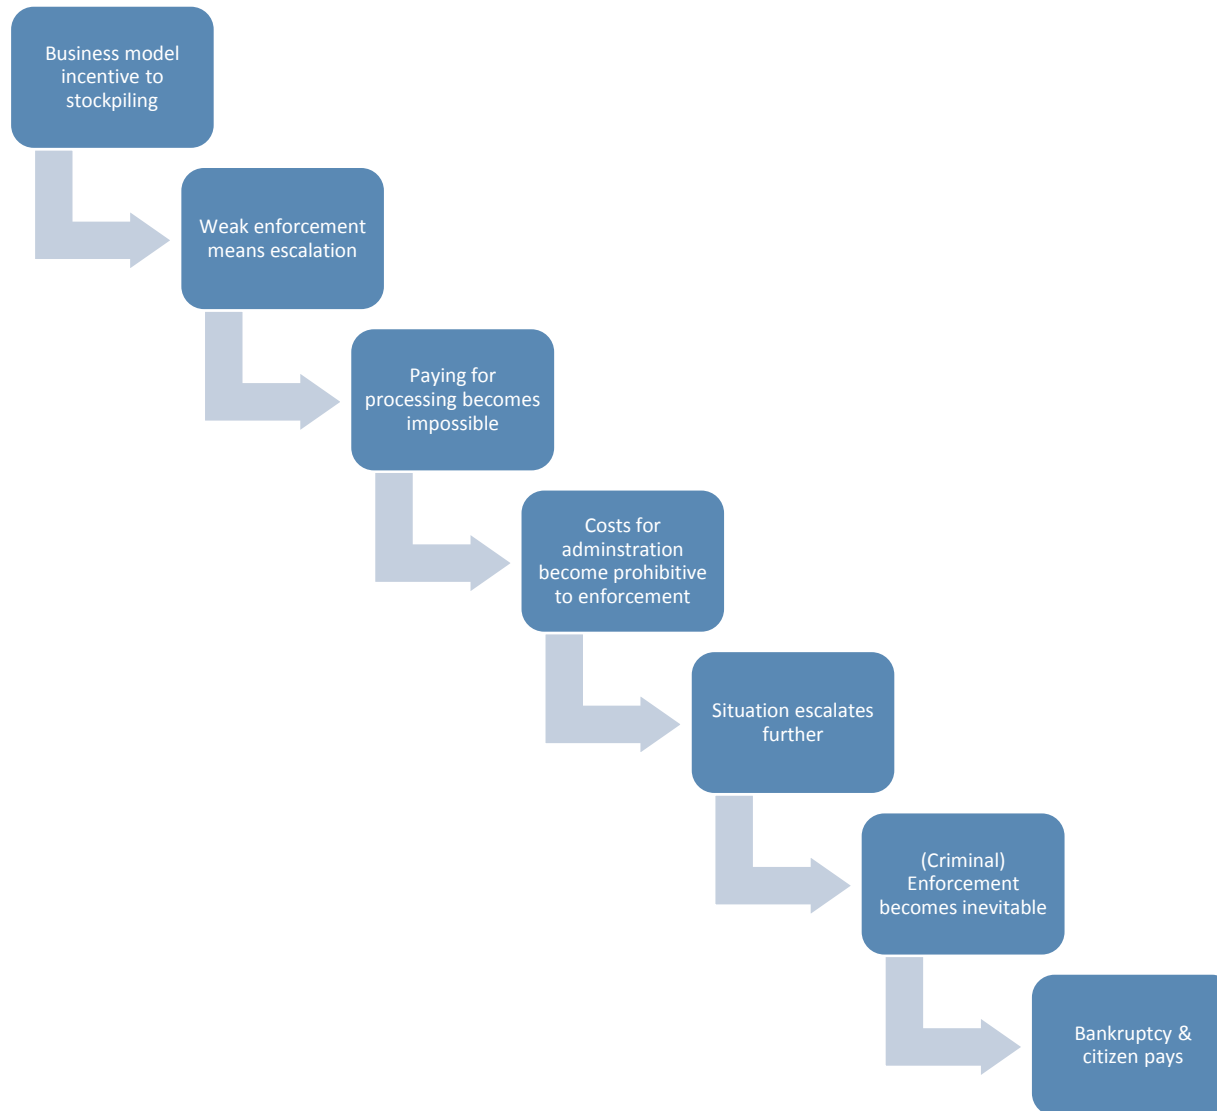 Business model
incentive to
stockpiling
Weak enforcement
means escalation
Paying for
processing becomes
impossible
Costs for
adminstration
become prohibitive
to enforcement
Situation escalates
further
(Criminal)
Enforcement
becomes inevitable
Bankruptcy &
citizen pays